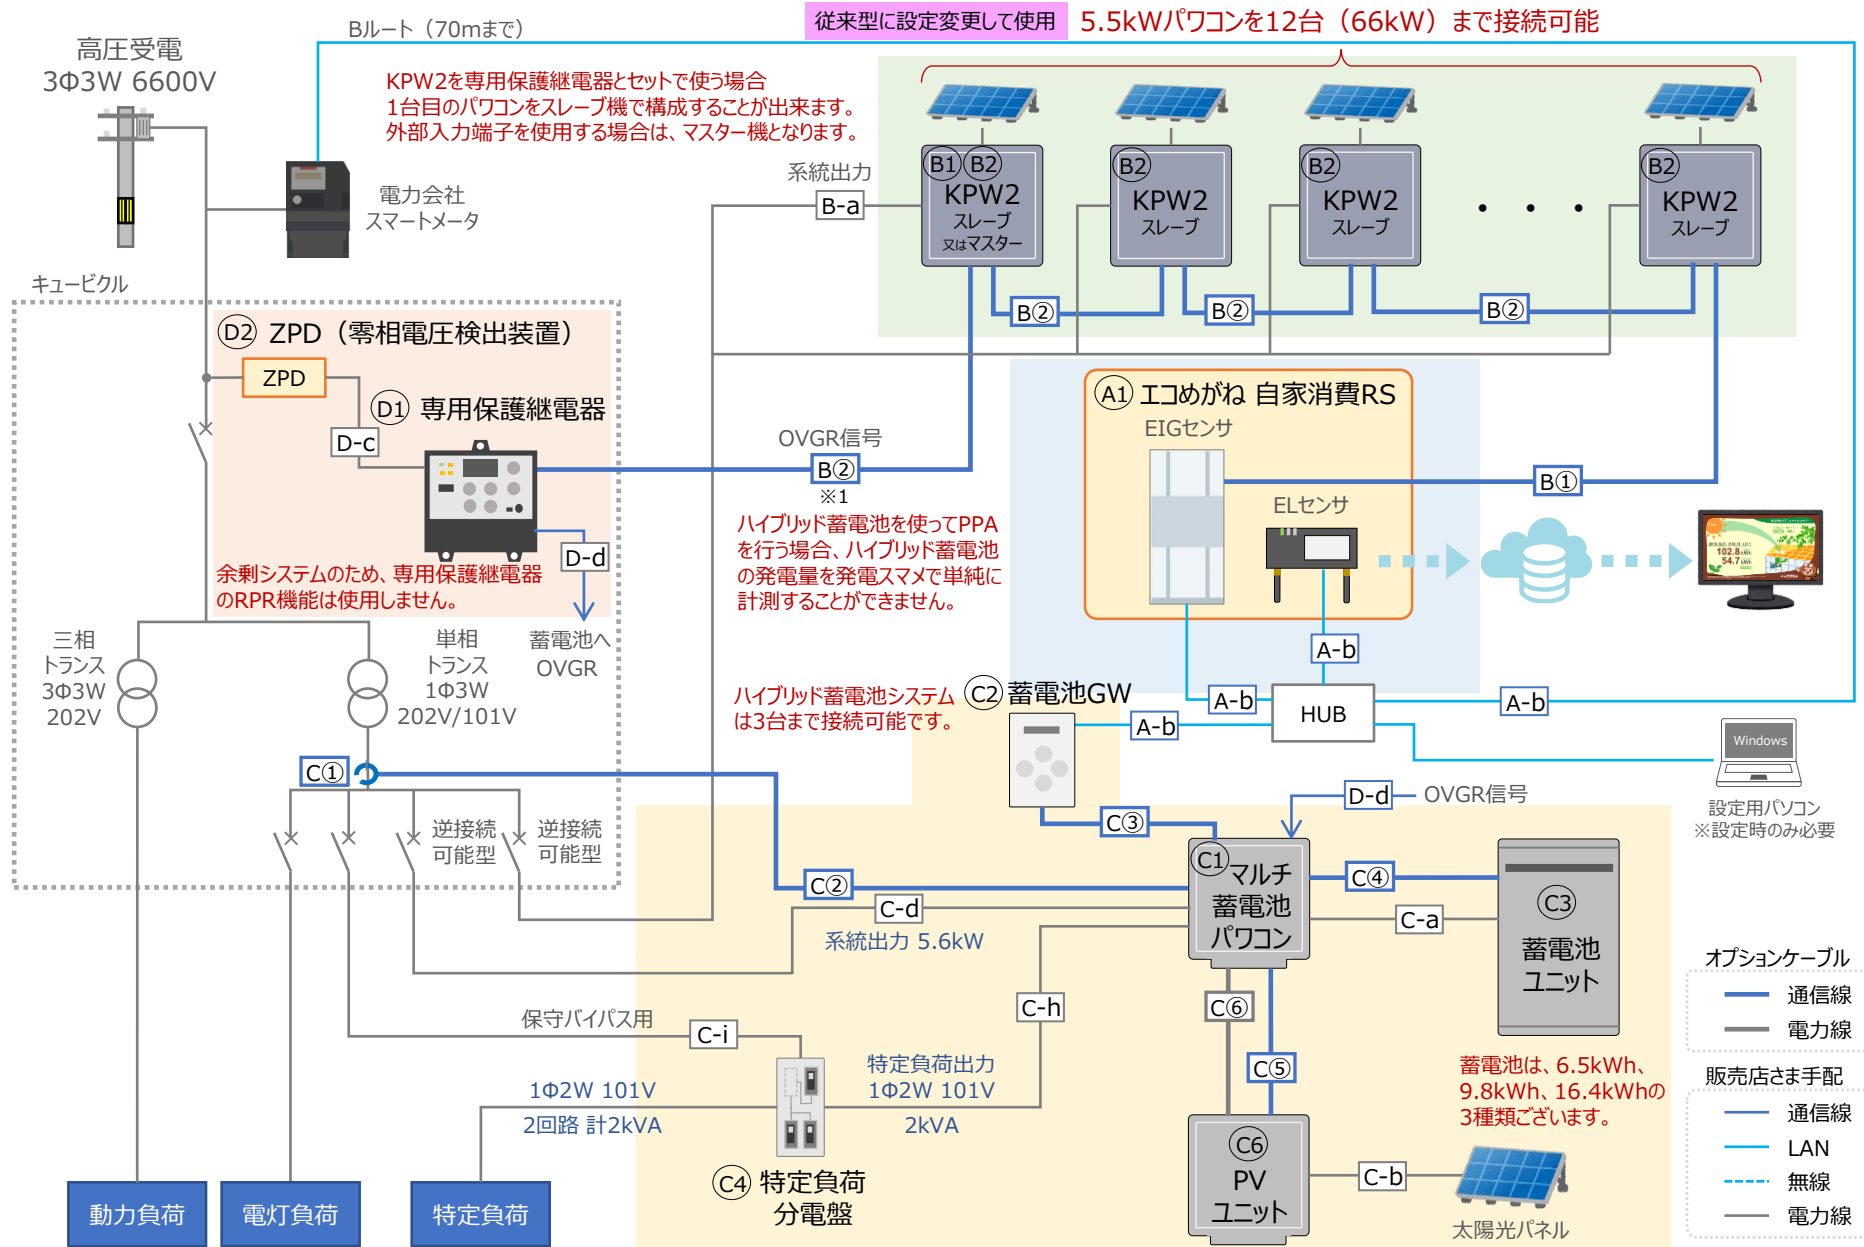 従来型に設定変更して使用
5.5kWパワコンを12台（66kW）まで接続可能
Bルート（70mまで）
高圧受電
3Φ3W 6600V
KPW2を専用保護継電器とセットで使う場合
1台目のパワコンをスレーブ機で構成することが出来ます。
外部入力端子を使用する場合は、マスター機となります。
電力会社
スマートメータ
系統出力
B-a
B1 B2
KPW2
スレーブ
又はマスター
B2
KPW2
スレーブ
B2
KPW2
スレーブ
・・・
B2
KPW2
スレーブ
B②
B②
B②
キュービクル
D2 ZPD（零相電圧検出装置）
ZPD
D1 専用保護継電器
D-c
OVGR信号
B②
※1
D-d
余剰システムのため、専用保護継電器
のRPR機能は使用しません。
蓄電池へ
OVGR
ハイブリッド蓄電池を使ってPPA
を行う場合、ハイブリッド蓄電池
の発電量を発電スマメで単純に
計測することができません。
A1 エコめがね 自家消費RS
EIGセンサ
ELセンサ
B①
102.8 kWh
54.7 kWh
A-b
A-b
A-b
A-b
HUB
三相
トランス
3Φ3W
202V
単相
トランス
1Φ3W
202V/101V
ハイブリッド蓄電池システム
は3台まで接続可能です。
C2 蓄電池GW
Windows
設定用パソコン
※設定時のみ必要
C①
逆接続
可能型
逆接続
可能型
C③
D-d
OVGR信号
C②
C-d
系統出力 5.6kW
C1
マルチ
蓄電池
パワコン
C④
C-a
C3
蓄電池
ユニット
C-h
C⑥
C⑤
保守バイパス用
C-i
特定負荷出力
1Φ2W 101V
2kVA
1Φ2W 101V
2回路 計2kVA
蓄電池は、6.5kWh、
9.8kWh、16.4kWhの
3種類ございます。
C4 特定負荷
分電盤
C6
PV
ユニット
C-b
太陽光パネル
動力負荷
電灯負荷
特定負荷
オプションケーブル
通信線
電力線
販売店さま手配
通信線
LAN
無線
電力線